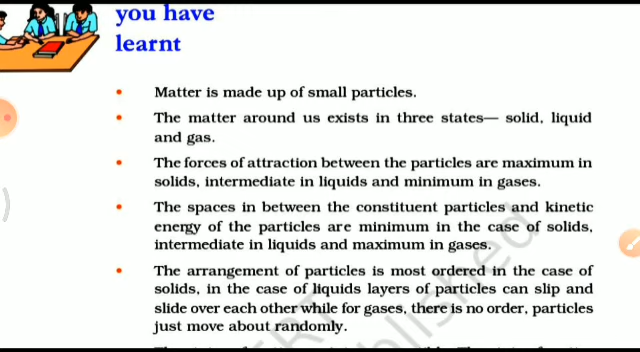 you have
learnt
• Matter is made up of small particles.
• The matter around us exists in three states— solid, liquid
and gas.
• The forces of attraction between the particles are maximum in
solids, intermediate in liquids and minimum in gases.
• The spaces in between the constituent particles and kinetic
energy of the particles are minimum in the case of solids,
intermediate in liquids and maximum in gases.
• The arrangement of particles is most ordered in the case of
solids, in the case of liquids layers of particles can slip and
slide over each other while for gases, there is no order, particles
just move about randomly.